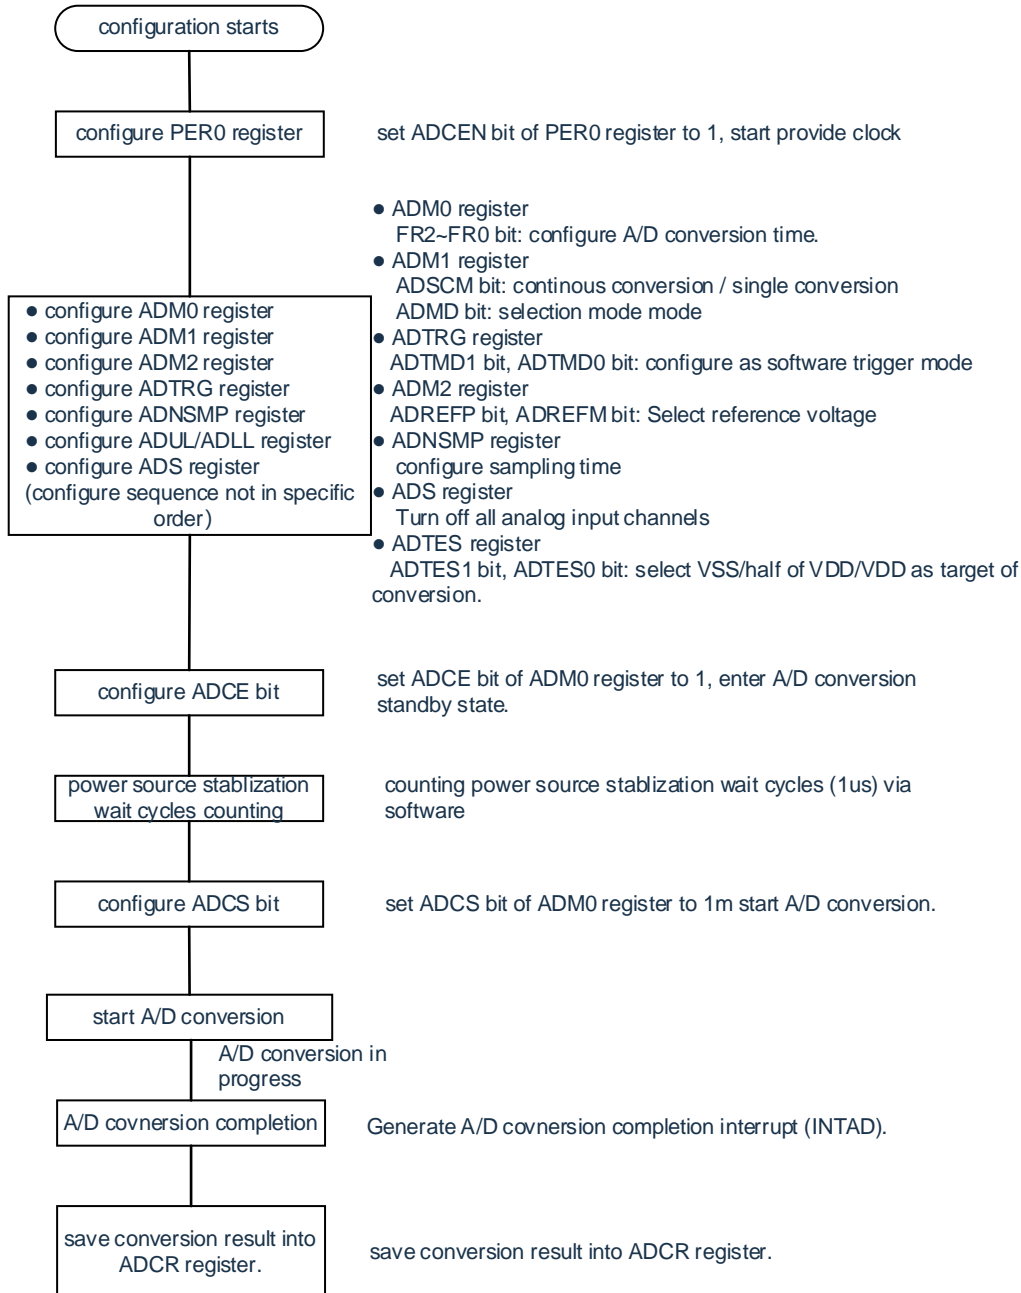 configuration starts
configure PER0 register
set ADCEN bit of PER0 register to 1, start provide clock
● configure ADM0 register
● configure ADM1 register
● configure ADM2 register
● configure ADTRG register
● configure ADNSMP register
● configure ADUL/ADLL register
● configure ADS register
(configure sequence not in specific
order)
● ADM0 register
FR2~FR0 bit: configure A/D conversion time.
● ADM1 register
ADSCM bit: continous conversion / single conversion
ADMD bit: selection mode mode
● ADTRG register
ADTMD1 bit, ADTMD0 bit: configure as software trigger mode
● ADM2 register
ADREFP bit, ADREFM bit: Select reference voltage
● ADNSMP register
configure sampling time
● ADS register
Turn off all analog input channels
● ADTES register
ADTES1 bit, ADTES0 bit: select VSS/half of VDD/VDD as target of
conversion.
configure ADCE bit
set ADCE bit of ADM0 register to 1, enter A/D conversion
standby state.
power source stablization
wait cycles counting
counting power source stablization wait cycles (1us) via
software
configure ADCS bit
set ADCS bit of ADM0 register to 1m start A/D conversion.
start A/D conversion
A/D conversion in
progress
A/D covnersion completion
Generate A/D covnersion completion interrupt (INTAD).
save conversion result into
ADCR register.
save conversion result into ADCR register.